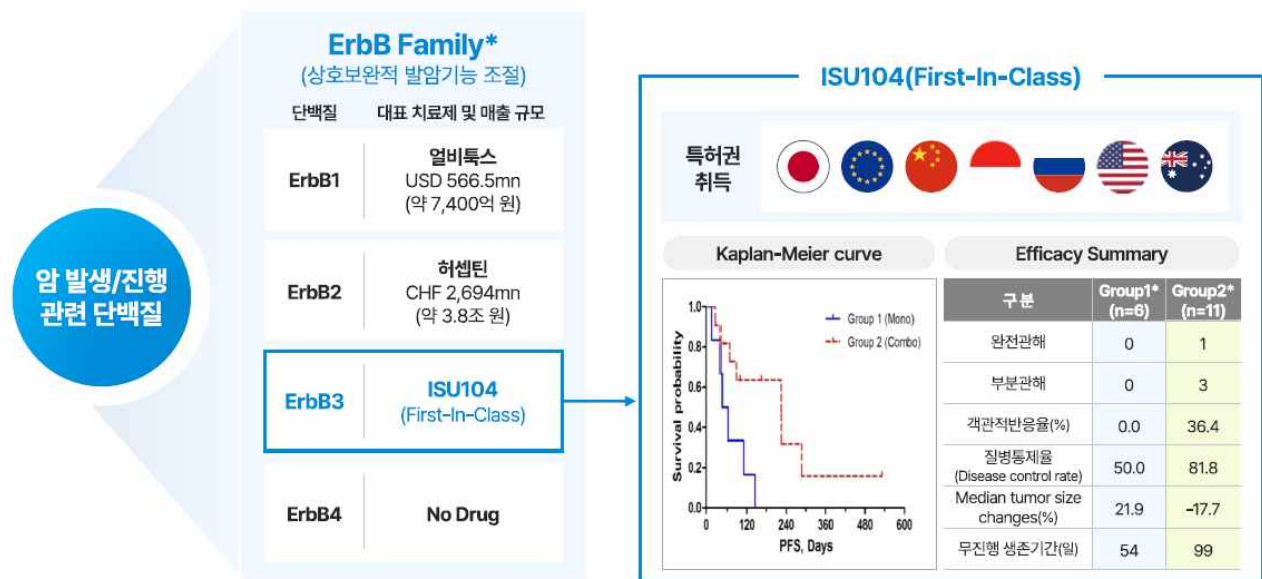 암 발생/진행
관련 단백질
ErbB Family*
(상호보완적 발암기능 조절)
단백질 대표 치료제 및 매출 규모
ErbB1
얼비툭스
USD 566.5mn
(약 7,400억 원)
ErbB2
허셉틴
CHF 2,694mn
(약 3.8조 원)
ErbB3
ISU104
(First-In-Class)
ErbB4
No Drug
ISU104(First-In-Class)
특허권
취득
Kaplan-Meier curve
Survival probability
1.0
0.8
0.6
0.4
0.2
0.0
0 120 240 360 480 600
PFS, Days
Group 1 (Mono)
Group 2 (Combo)
Efficacy Summary
구분 Group1* (n=6) Group2* (n=11)
완전관해 0 1
부분관해 0 3
객관적반응율(%) 0.0 36.4
질병통제율
(Disease control rate) 50.0 81.8
Median tumor size
changes(%) 21.9 -17.7
무진행 생존기간(일) 54 99